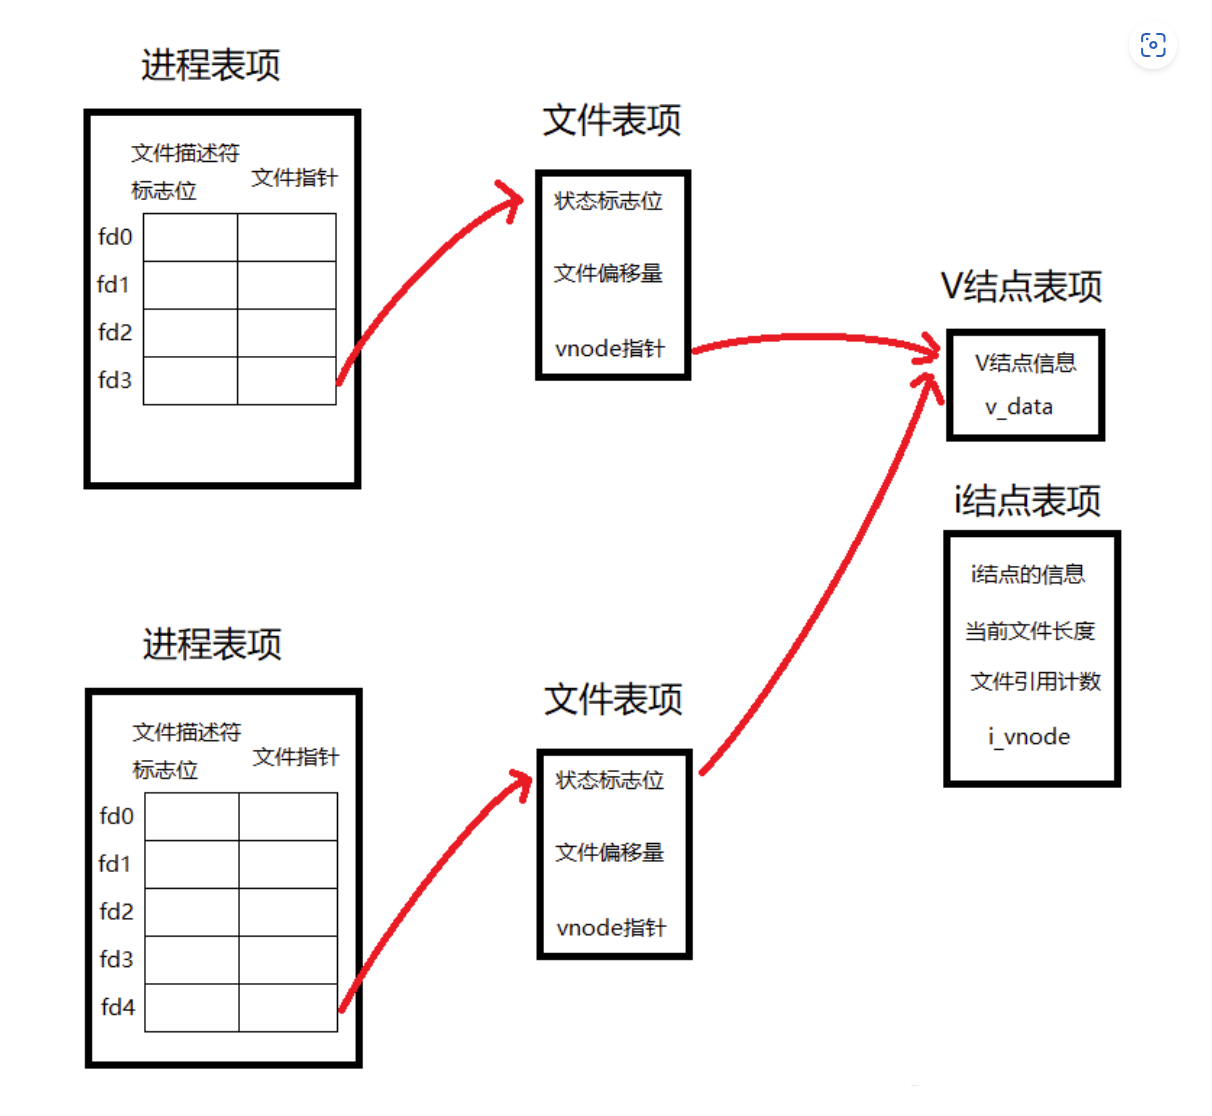 进程表项
文件描述符
标志位
文件指针
fd0
fd1
fd2
fd3
文件表项
状态标志位
文件偏移量
vnode指针
V结点表项
V结点信息
v_data
i结点表项
i结点的信息
当前文件长度
文件引用计数
i_vnode
进程表项
文件描述符
标志位
文件指针
fd0
fd1
fd2
fd3
fd4
文件表项
状态标志位
文件偏移量
vnode指针